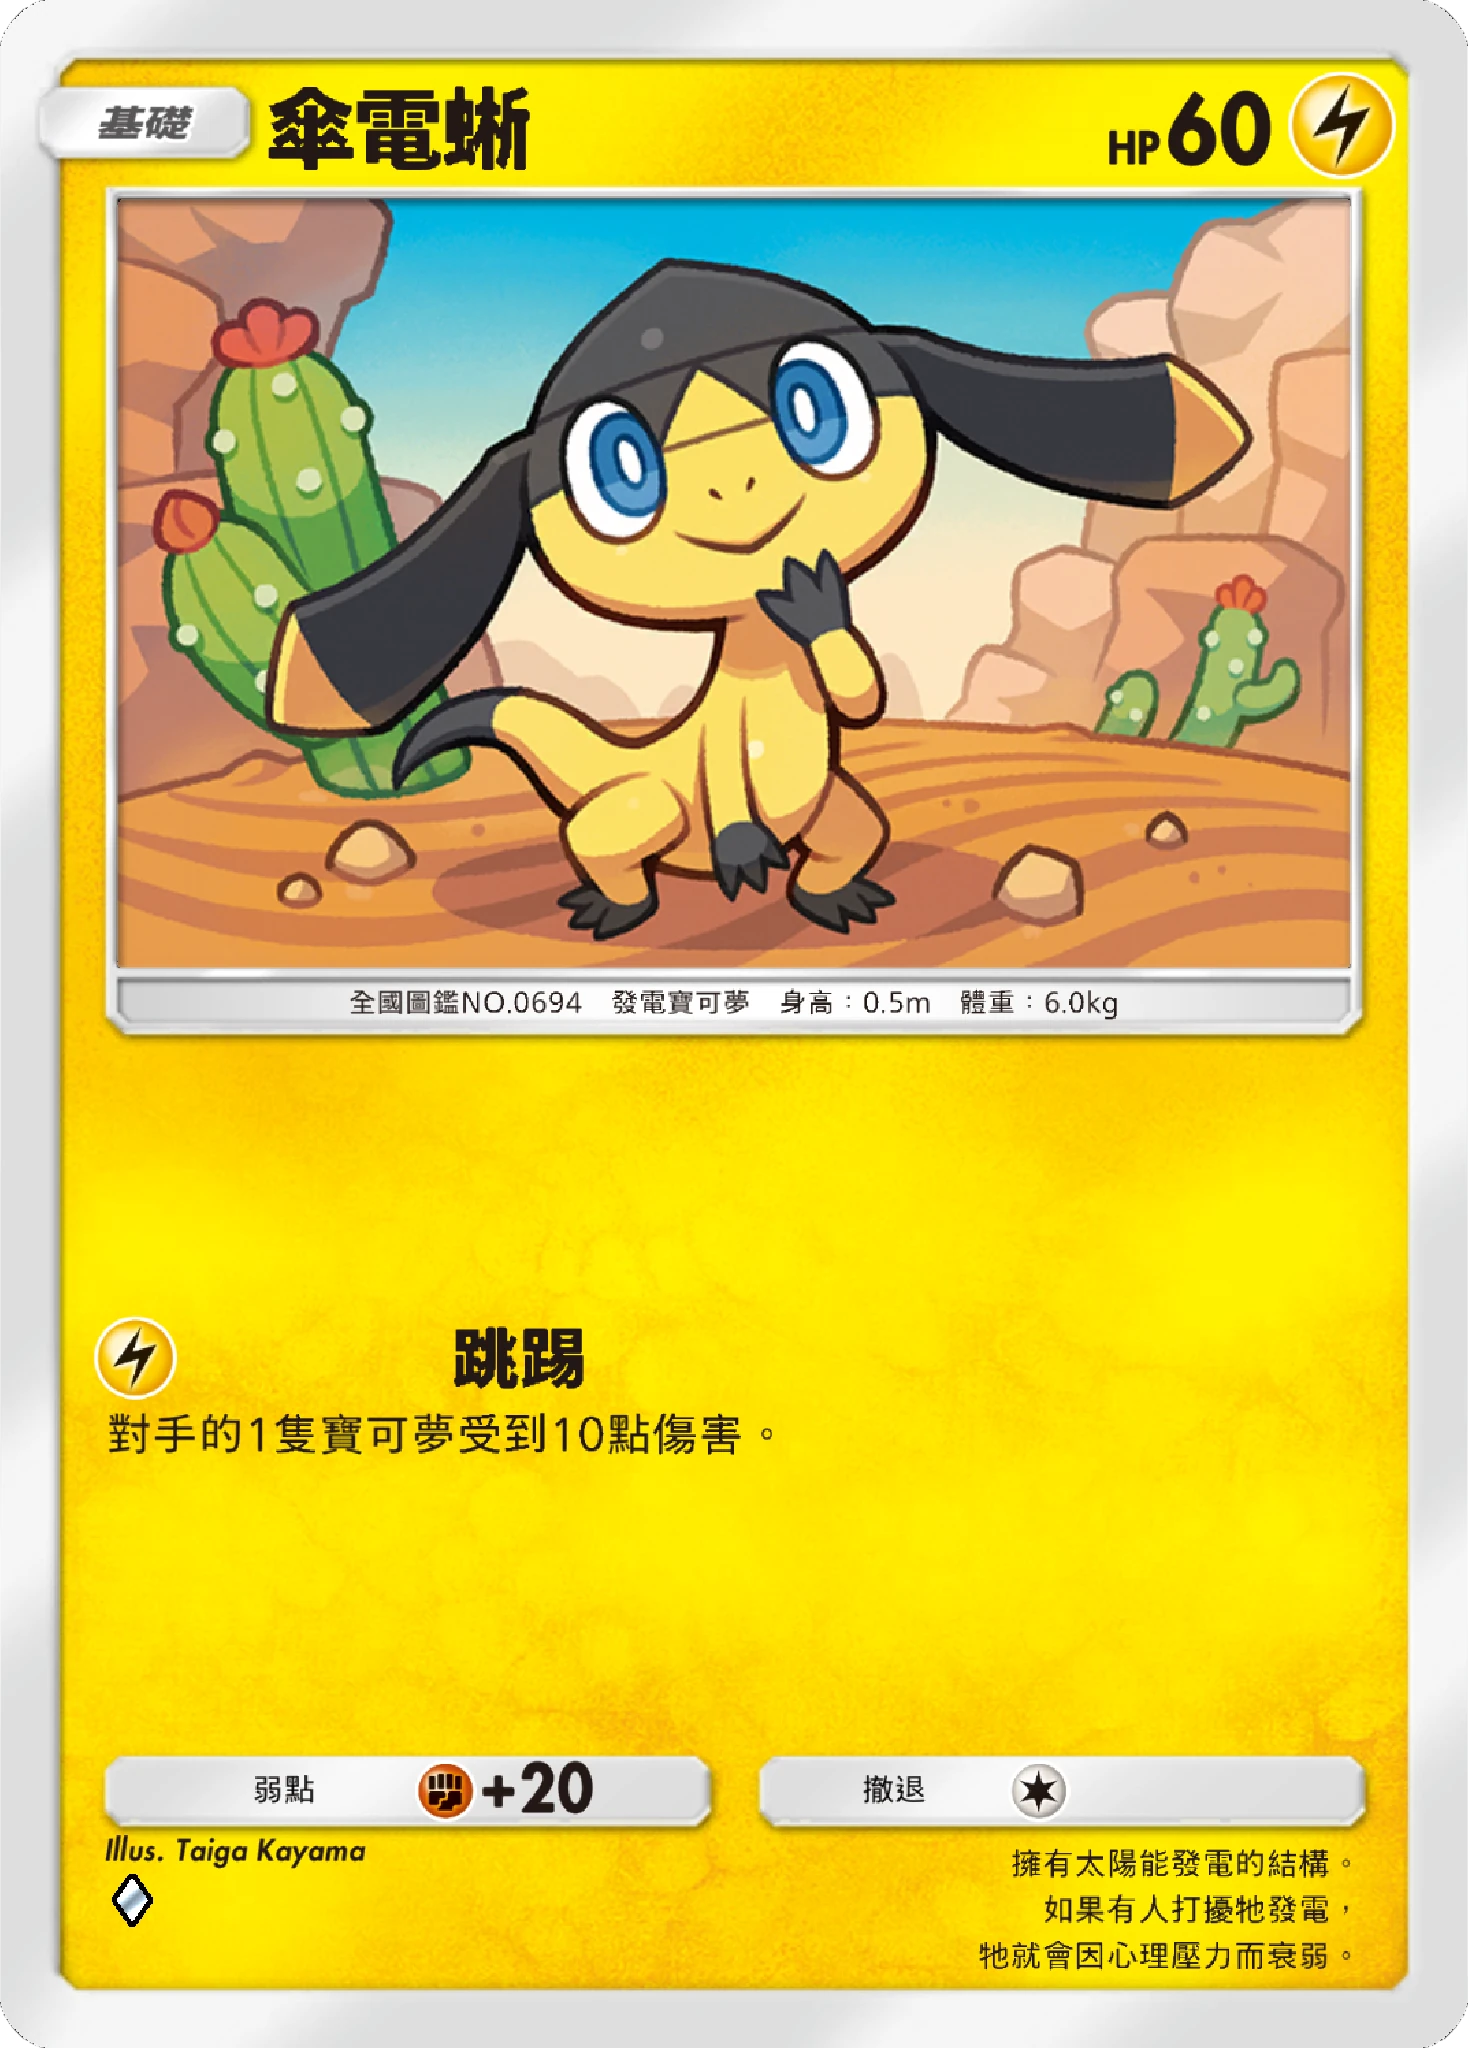 基礎
傘電蜥
HP60
全國圖鑑NO.0694 發電寶可夢 身高：0.5m 體重：6.0kg
跳踢
對手的1隻寶可夢受到10點傷害。
弱點 +20
撤退
Illus. Taiga Kayama
擁有太陽能發電的結構。
如果有人打擾牠發電，
牠就會因心理壓力而衰弱。